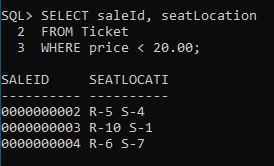 SQL> SELECT saleId, seatLocation
  2  FROM Ticket
  3  WHERE price < 20.00;
SALEID     SEATLOCATI
---------- ----------
0000000002 R-5 S-4
0000000003 R-10 S-1
0000000004 R-6 S-7